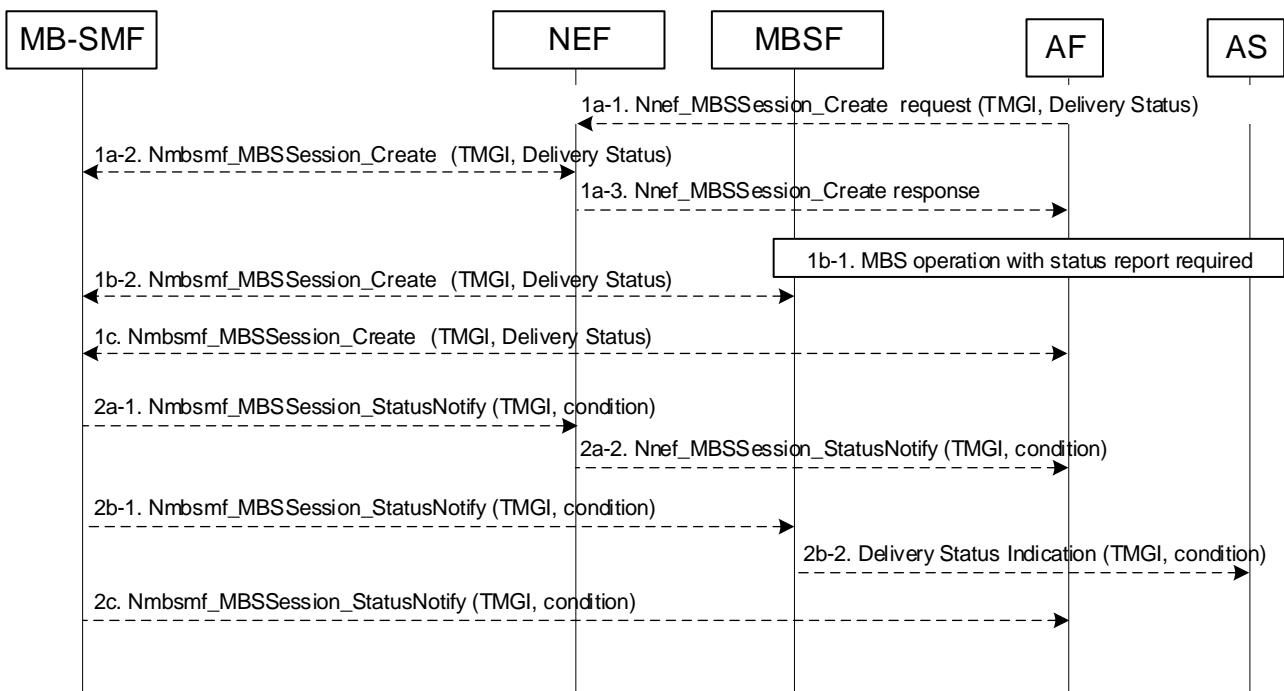 MB-SMF
NEF
MBSF
AF
AS
1a-1. Nnef_MBSSession_Create request (TMGI, Delivery Status)
1a-2. Nmbsmf_MBSSession_Create (TMGI, Delivery Status)
1a-3. Nnef_MBSSession_Create response
1b-1. MBS operation with status report required
1b-2. Nmbsmf_MBSSession_Create (TMGI, Delivery Status)
1c. Nmbsmf_MBSSession_Create (TMGI, Delivery Status)
2a-1. Nmbsmf_MBSSession_StatusNotify (TMGI, condition)
2a-2. Nnef_MBSSession_StatusNotify (TMGI, condition)
2b-1. Nmbsmf_MBSSession_StatusNotify (TMGI, condition)
2b-2. Delivery Status Indication (TMGI, condition)
2c. Nmbsmf_MBSSession_StatusNotify (TMGI, condition)